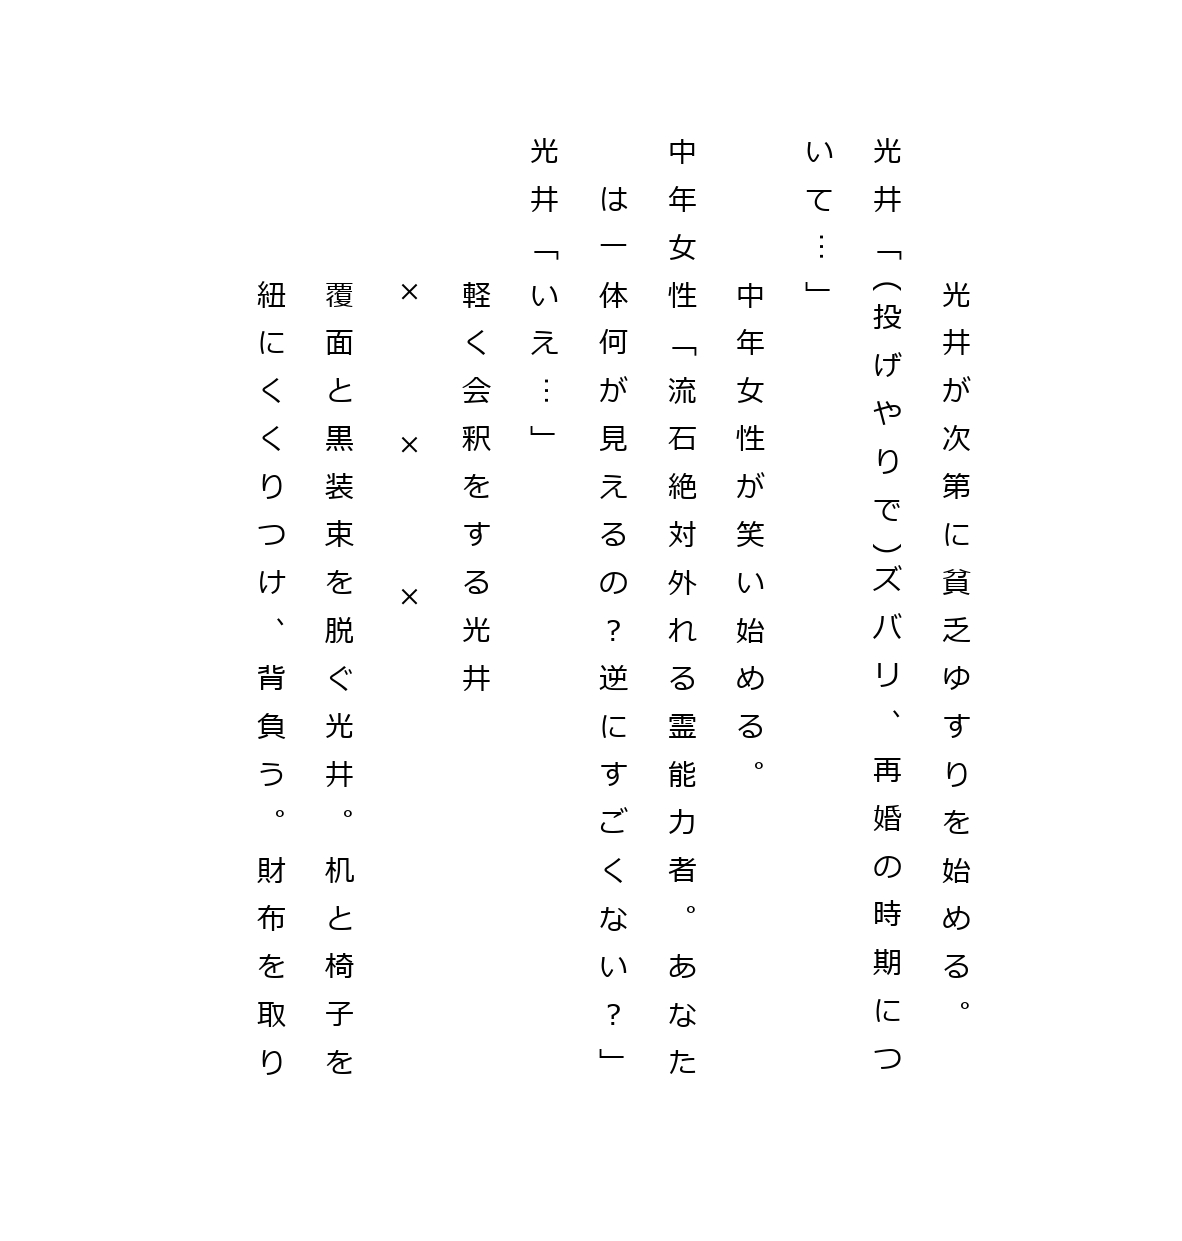 光井が次第に貧乏ゆすりを始める。
光井「（投げやりで）ズバリ、再婚の時期につ
いて…」
中年女性が笑い始める。
中年女性「流石絶対外れる霊能力者。あなた
は一体何が見えるの？逆にすごくない？」
光井「いえ…」
軽く会釈をする光井
×　×　×
覆面と黒装束を脱ぐ光井。机と椅子を
紐にくくりつけ、背負う。財布を取り